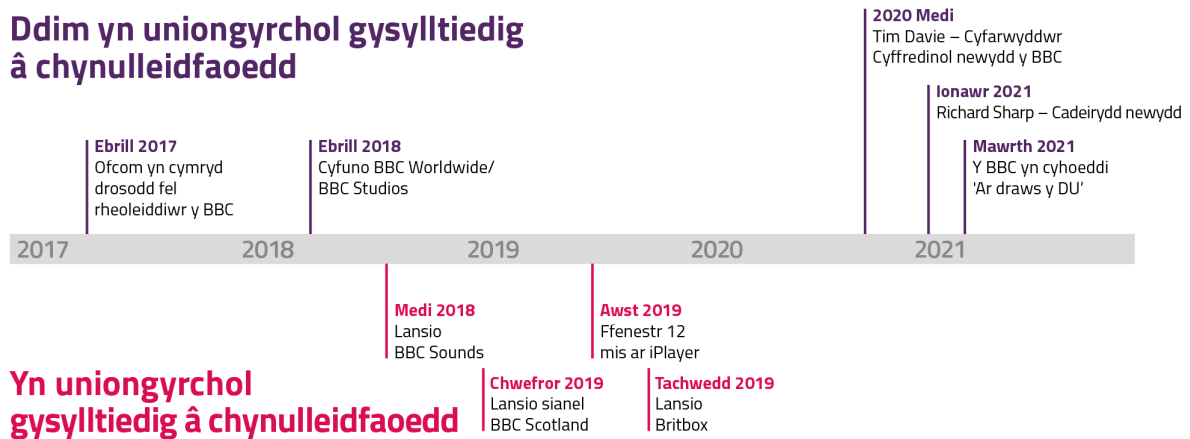 Ddim yn uniongyrchol gysylltiedig
â chynulleidfaoedd
2020 Medi
Tim Davie – Cyfarwyddwr
Cyffredinol newydd y BBC
Ionawr 2021
Richard Sharp – Cadeirydd newydd
Ebrill 2017
Ofcom yn cymryd
drosodd fel
rheoleiddiwr y BBC
Ebrill 2018
Cyfuno BBC Worldwide/
BBC Studios
Mawrth 2021
Y BBC yn cyhoeddi
'Ar draws y DU’
2017 2018 2019 2020 2021
Medi 2018
Lansio
BBC Sounds
Awst 2019
Ffenestr 12
mis ar iPlayer
Chwefror 2019
Lansio sianel
BBC Scotland
Tachwedd 2019
Lansio
Britbox
Yn uniongyrchol
gysylltiedig â chynulleidfaoedd